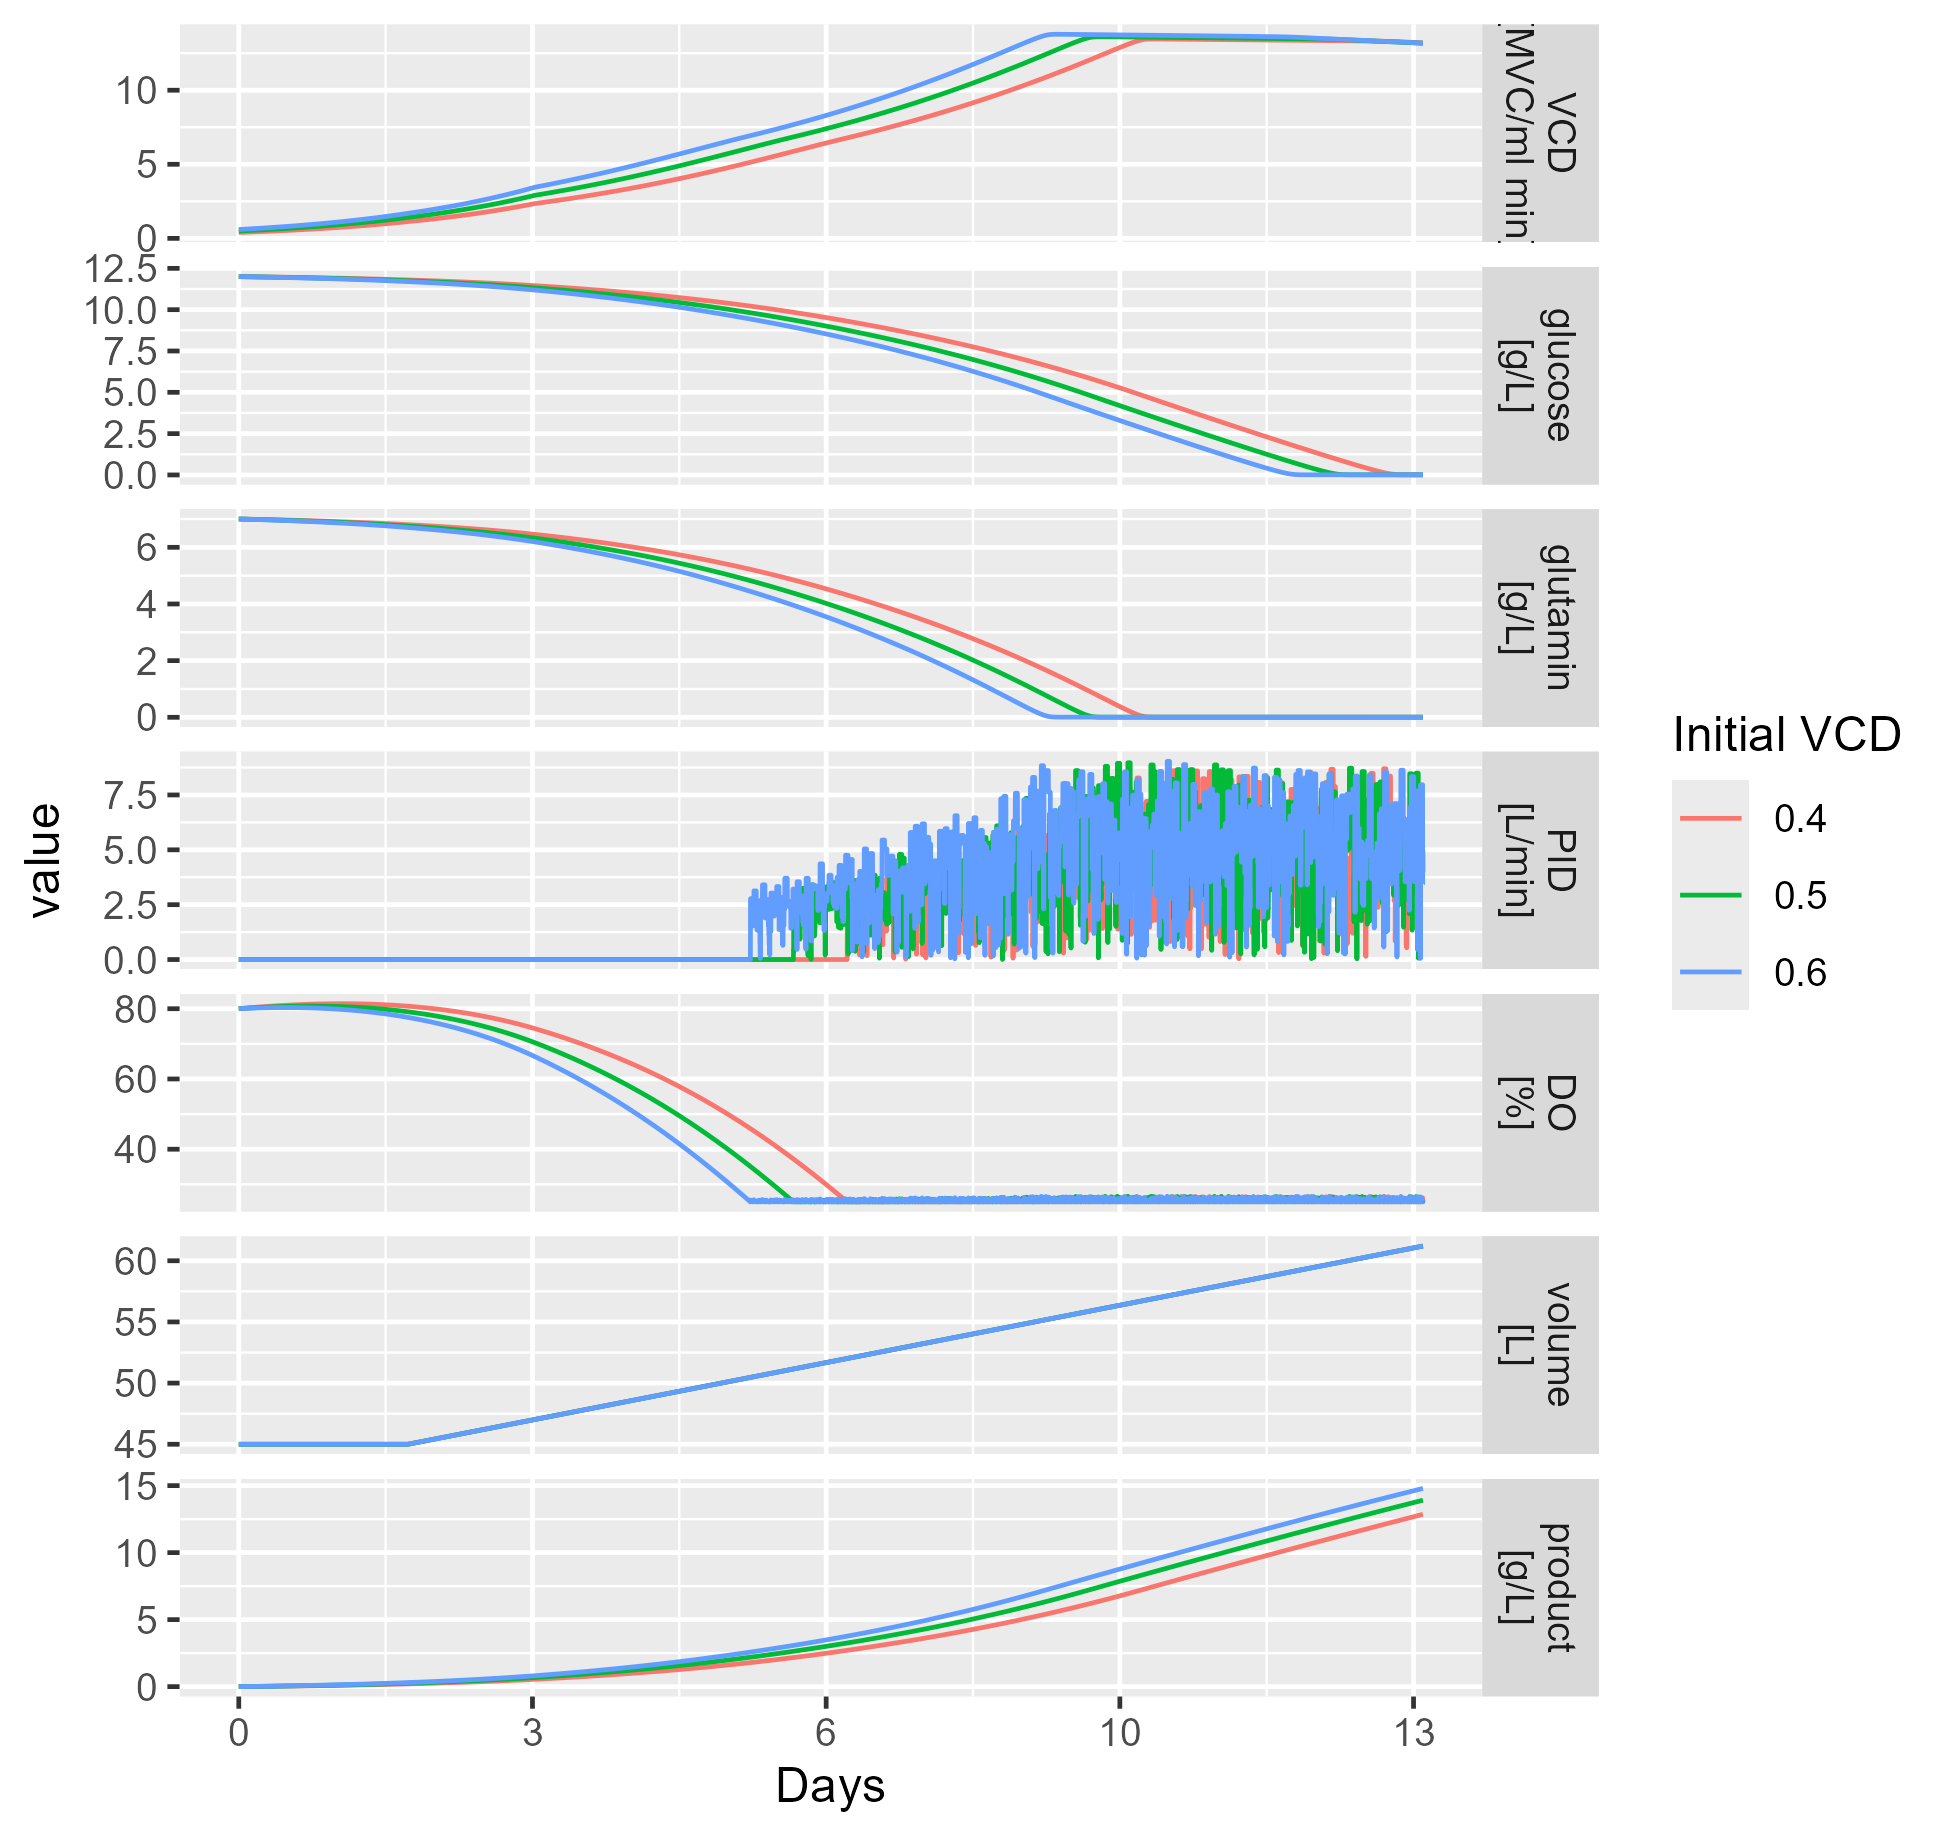 VCD
MVC/ml min
10
5
0
glucose
[g/L]
12.5
10.0
7.5
5.0
2.5
0.0
glutamin
[g/L]
6
4
2
0
PID
[L/min]
7.5
5.0
2.5
0.0
DO
[%]
80
60
40
volume
[L]
60
55
50
45
product
[g/L]
15
10
5
0
0 3 6 10 13
Days
value
Initial VCD
0.4
0.5
0.6